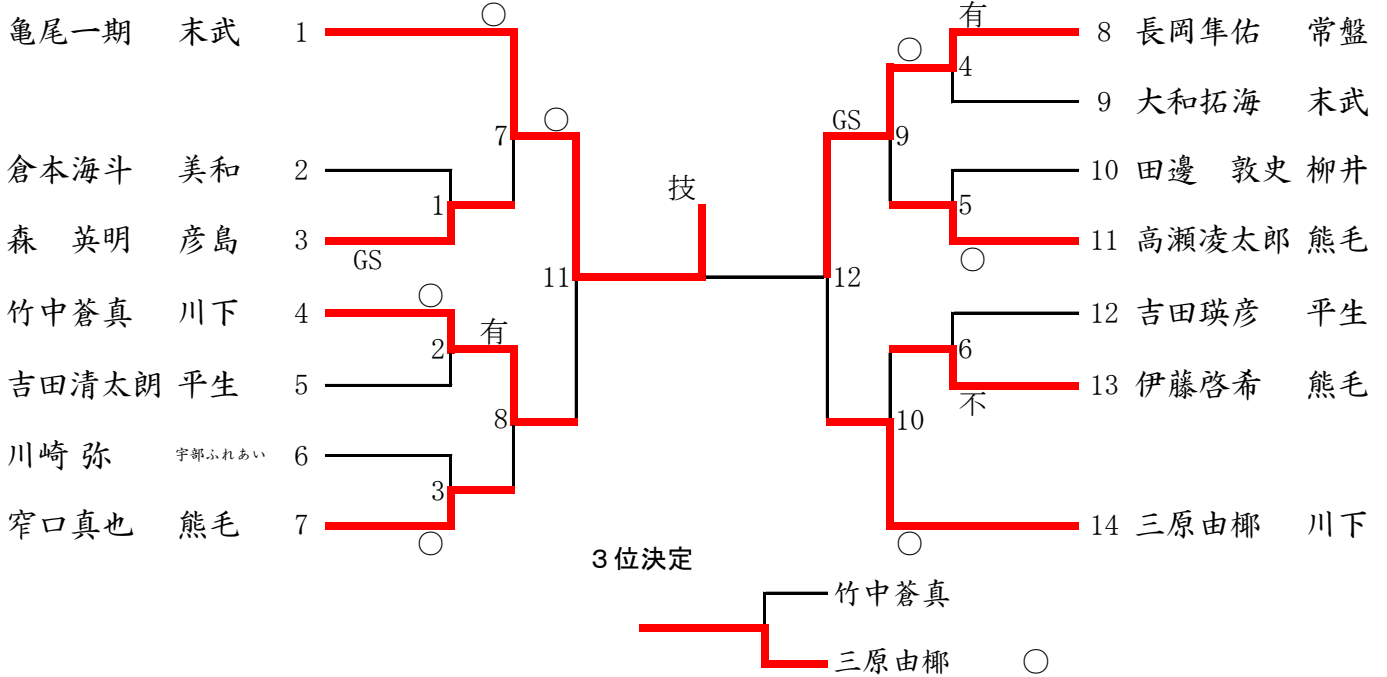 亀尾一期 末武 1
○
7
○
倉本海斗 美和 2
1
森 英明 彦島 3
GS
11
竹中蒼真 川下 4
○
2
有
吉田清太朗 平生 5
8
川崎 弥 宇部ふれあい 6
3
窄口真也 熊毛 7
○
技
有
8 長岡隼佑 常盤
○
4
9 大和拓海 末武
GS
9
10 田邊 敦史 柳井
5
11 高瀬凌太郎 熊毛
○
12
12 吉田瑛彦 平生
6
13 伊藤啓希 熊毛
不
10
14 三原由椰 川下
○
3位決定
竹中蒼真
三原由椰 ○